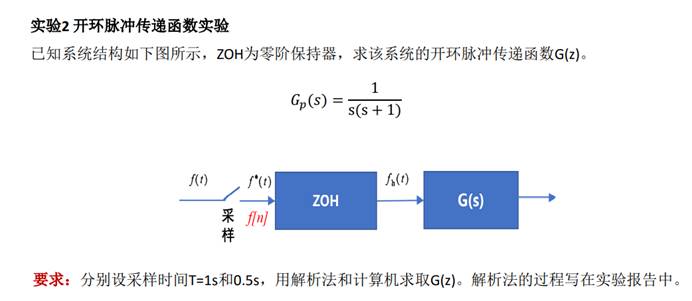 实验2 开环脉冲传递函数实验
已知系统结构如下图所示，ZOH为零阶保持器，求该系统的开环脉冲传递函数G(z)。
G_p(s) = 1/(s(s + 1))
f(t) f*(t) ZOH f_h(t) G(s)
采样 f[n]
要求：分别设采样时间T=1s和0.5s，用解析法和计算机求取G(z)。解析法的过程写在实验报告中。